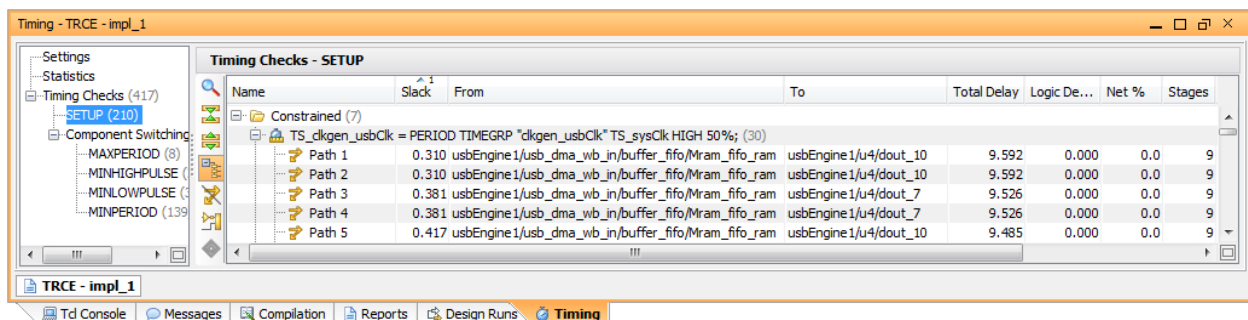 Timing - TRCE - impl_1
Settings
Statistics
Timing Checks (417)
SETUP (210)
Component Switching
MAXPERIOD (8)
MINHIGHPULSE (
MINLOWPULSE (
MINPERIOD (139
Timing Checks - SETUP
Name Slack 1 From To Total Delay Logic De... Net % Stages
Constrained (7)
TS_clkgen_usbClk = PERIOD TIMEGRP "clkgen_usbClk" TS_sysClk HIGH 50%; (30)
Path 1 0.310 usbEngine1/usb_dma_wb_in/buffer_fifo/Mram_fifo_ram usbEngine1/u4/dout_10 9.592 0.000 0.0 9
Path 2 0.310 usbEngine1/usb_dma_wb_in/buffer_fifo/Mram_fifo_ram usbEngine1/u4/dout_10 9.592 0.000 0.0 9
Path 3 0.381 usbEngine1/usb_dma_wb_in/buffer_fifo/Mram_fifo_ram usbEngine1/u4/dout_7 9.526 0.000 0.0 9
Path 4 0.381 usbEngine1/usb_dma_wb_in/buffer_fifo/Mram_fifo_ram usbEngine1/u4/dout_7 9.526 0.000 0.0 9
Path 5 0.417 usbEngine1/usb_dma_wb_in/buffer_fifo/Mram_fifo_ram usbEngine1/u4/dout_10 9.485 0.000 0.0 9
TRCE - impl_1
Tcl Console Messages Compilation Reports Design Runs Timing